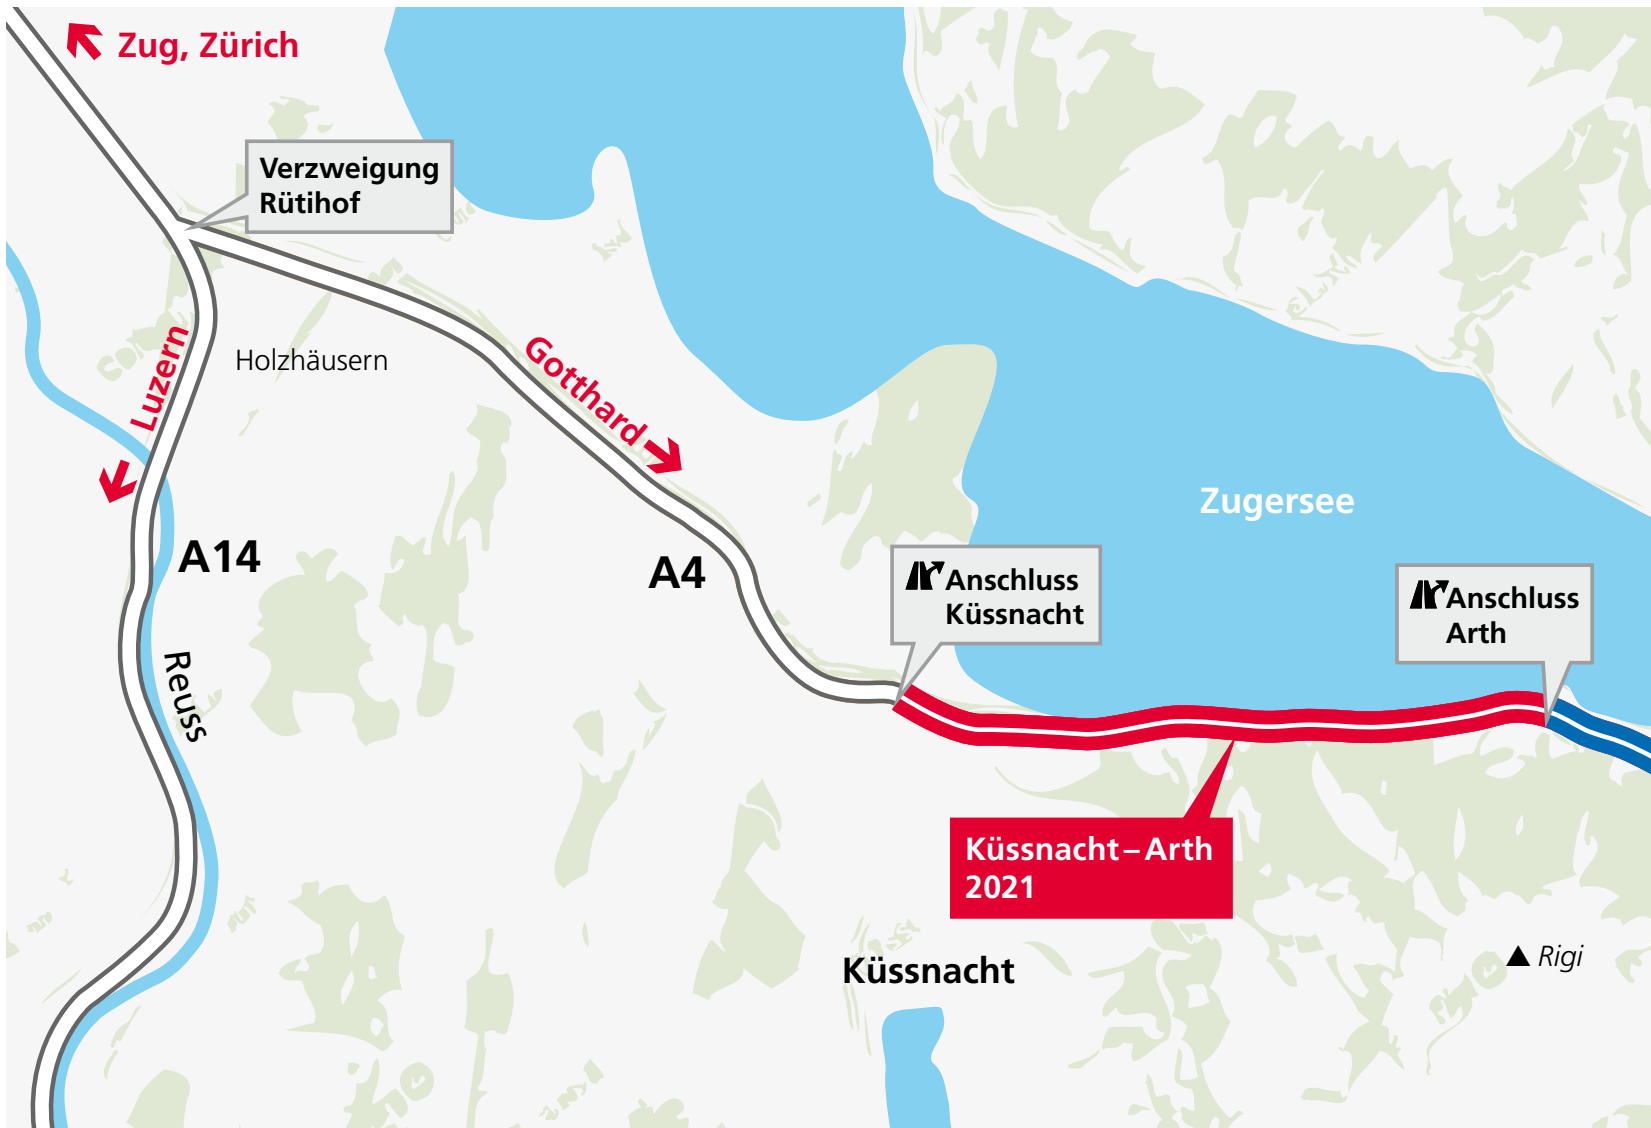 Zug, Zürich
Verzweigung
Rütihof
Luzern
Holzhäusern
Gotthard
A14
A4
Reuss
Zugersee
Anschluss
Küssnacht
Anschluss
Arth
Küssnacht – Arth
2021
Küssnacht
Rigi